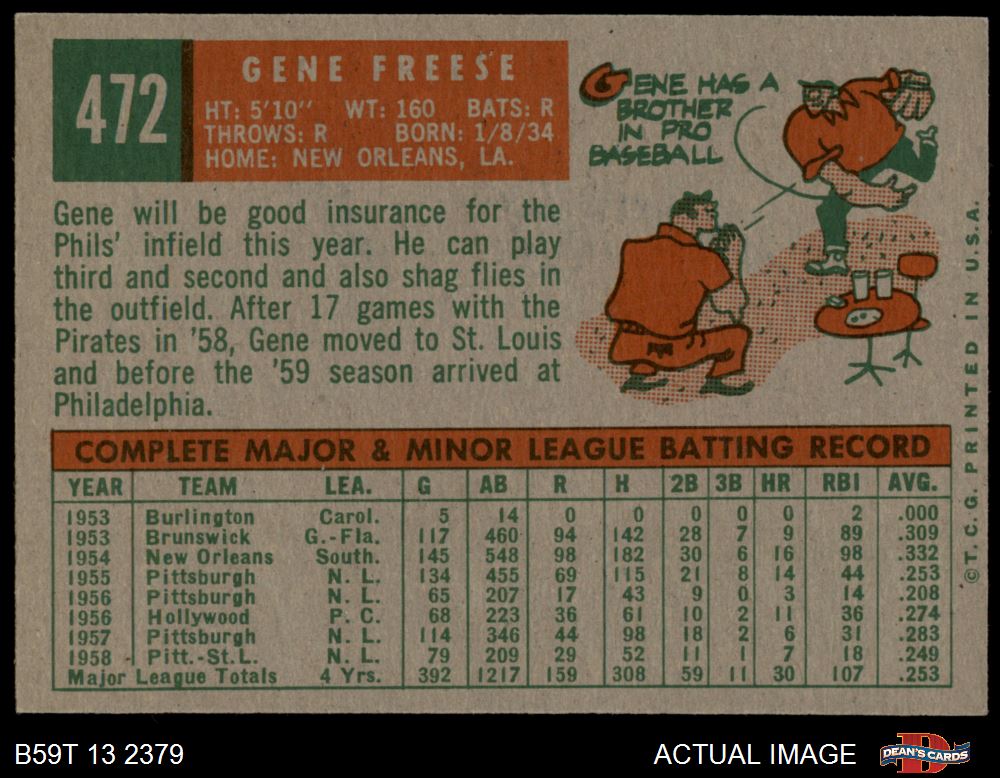 472
GENE FREESE
HT: 5'10" WT: 160 BATS: R
THROWS: R BORN: 1/8/34
HOME: NEW ORLEANS, LA.
GENE HAS A
BROTHER
IN PRO
BASEBALL
Gene will be good insurance for the
Phils' infield this year. He can play
third and second and also shag flies in
the outfield. After 17 games with the
Pirates in '58, Gene moved to St. Louis
and before the '59 season arrived at
Philadelphia.
COMPLETE MAJOR & MINOR LEAGUE BATTING RECORD
YEAR TEAM LEA. G AB R H 2B 3B HR RBI AVG.
1953 Burlington Carol. 5 14 0 0 0 0 0 2 .000
1953 Brunswick G.-Fla. 117 460 94 142 28 7 9 89 .309
1954 New Orleans South. 145 548 98 182 30 6 16 98 .332
1955 Pittsburgh N. L. 134 455 69 115 21 8 14 44 .253
1956 Pittsburgh N. L. 65 207 17 43 9 0 3 14 .208
1956 Hollywood P. C. 68 223 36 61 10 2 11 36 .274
1957 Pittsburgh N. L. 114 346 44 98 18 2 6 31 .283
1958 Pitt.-St.L. N. L. 79 209 29 52 11 1 7 18 .249
Major League Totals 4 Yrs. 392 1217 159 308 59 11 30 107 .253
©T.C.G. PRINTED IN U.S.A.
B59T 13 2379
ACTUAL IMAGE
DEAN'S CARDS